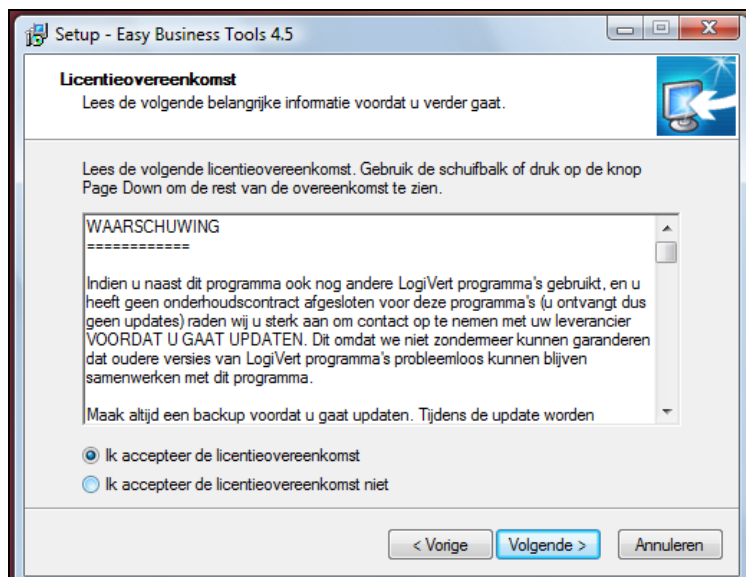 Setup - Easy Business Tools 4.5
Licentieovereenkomst
Lees de volgende belangrijke informatie voordat u verder gaat.
Lees de volgende licentieovereenkomst. Gebruik de schuifbalk of druk op de knop
Page Down om de rest van de overeenkomst te zien.
WAARSCHUWING
============
Indien u naast dit programma ook nog andere LogiVert programma's gebruikt, en u
heeft geen onderhoudscontract afgesloten voor deze programma's (u ontvangt dus
geen updates) raden wij u sterk aan om contact op te nemen met uw leverancier
VOORDAT U GAAT UPDATEN. Dit omdat we niet zondermeer kunnen garanderen
dat oudere versies van LogiVert programma's probleemloos kunnen blijven
samenwerken met dit programma.
Maak altijd een backup voordat u gaat updaten. Tijdens de update worden
Ik accepteer de licentieovereenkomst
Ik accepteer de licentieovereenkomst niet
< Vorige
Volgende >
Annuleren